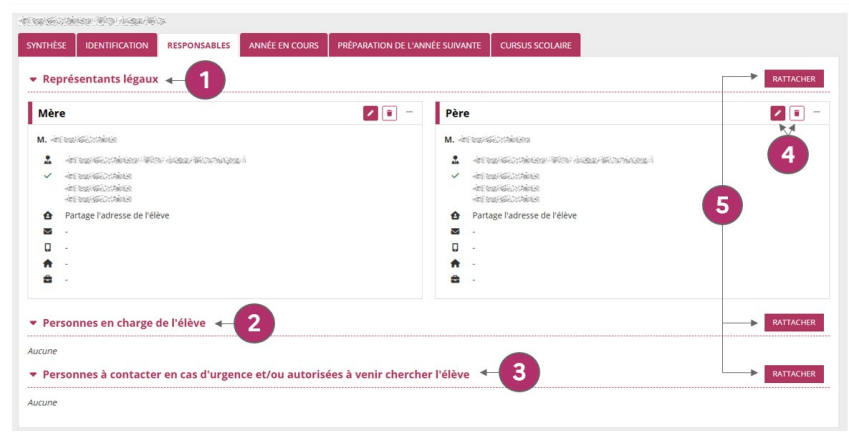 SYNTHÈSE IDENTIFICATION RESPONSABLES ANNÉE EN COURS PRÉPARATION DE L'ANNÉE SUIVANTE CURSUS SCOLAIRE
Représentants légaux 1 RATTACHER
Mère
Père
4
M.
M.
5
Partage l'adresse de l'élève
Partage l'adresse de l'élève
-
-
-
-
-
-
-
-
Personnes en charge de l'élève 2 RATTACHER
Aucune
Personnes à contacter en cas d'urgence et/ou autorisées à venir chercher l'élève 3 RATTACHER
Aucune